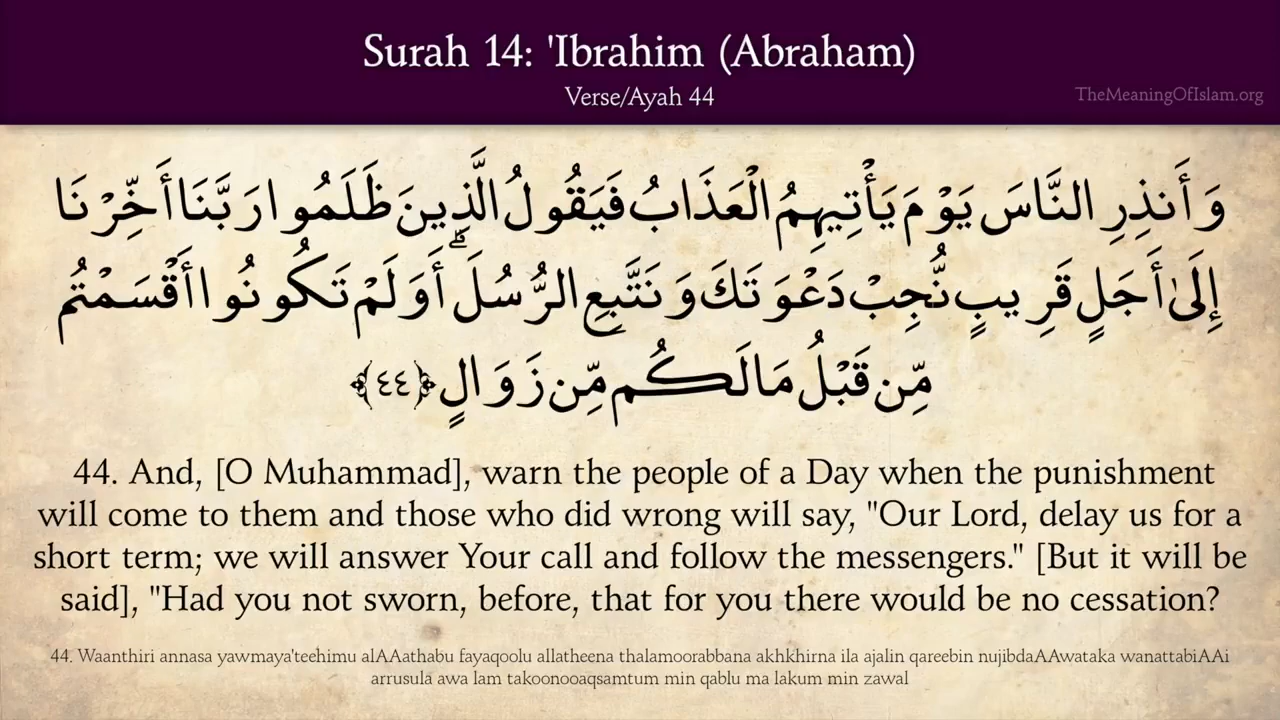 Surah 14: 'Ibrahim (Abraham)
Verse/Ayah 44
TheMeaningOfIslam.org
وَأَنذِرِ النَّاسَ يَوْمَ يَأْتِيهِمُ الْعَذَابُ فَيَقُولُ الَّذِينَ ظَلَمُوا رَبَّنَا أَخِّرْنَا
إِلَىٰ أَجَلٍ قَرِيبٍ نُّجِبْ دَعْوَتَكَ وَنَتَّبِعِ الرُّسُلَ ۗ أَوَلَمْ تَكُونُوا أَقْسَمْتُم
مِّن قَبْلُ مَا لَكُم مِّن زَوَالٍ ﴿٤٤﴾
44. And, [O Muhammad], warn the people of a Day when the punishment
will come to them and those who did wrong will say, "Our Lord, delay us for a
short term; we will answer Your call and follow the messengers." [But it will be
said], "Had you not sworn, before, that for you there would be no cessation?
44. Waanthiri annasa yawmaya'teehimu alAAathabu fayaqoolu allatheena thalamoorabbana akhkhirna ila ajalin qareebin nujibdaAAwataka wanattabiAAi
arrusula awa lam takoonooaqsamtum min qablu ma lakum min zawal